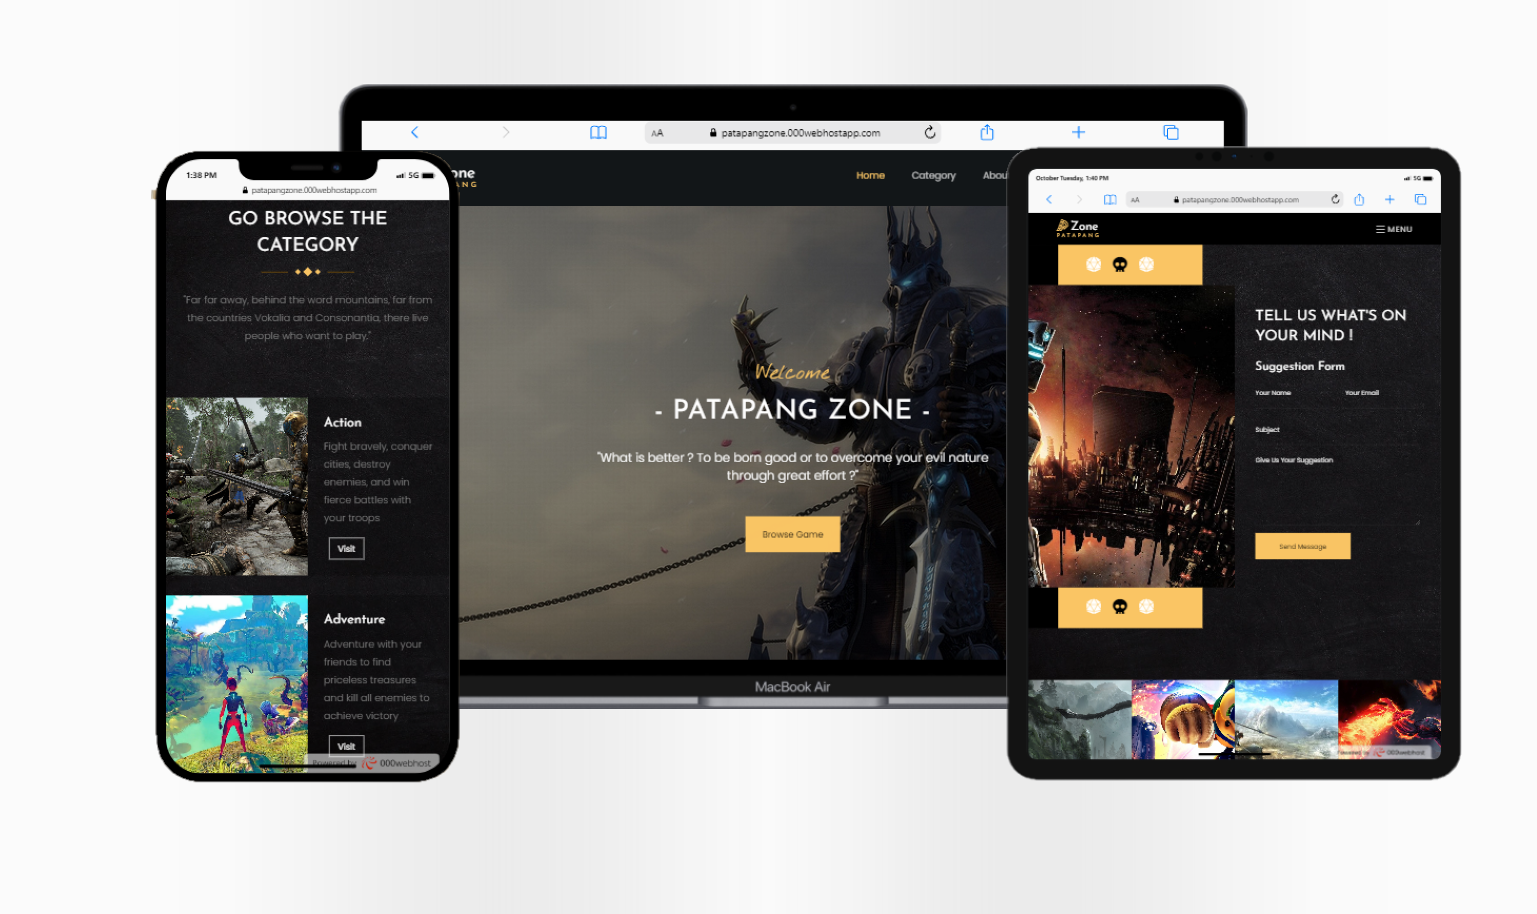 1:38 PM
5G
patapangzone.000webhostapp.com
GO BROWSE THE
CATEGORY
"Far far away, behind the word mountains, far from
the countries Vokalia and Consonantia, there live
people who want to play."
Action
Fight bravely, conquer
cities, destroy
enemies, and win
fierce battles with
your troops
Visit
Adventure
Adventure with your
friends to find
priceless treasures
and kill all enemies to
achieve victory
Visit
Powered by 000webhost
AA
patapangzone.000webhostapp.com
one
ANG
Home Category Abou
Welcome
- PATAPANG ZONE -
"What is better ? To be born good or to overcome your evil nature
through great effort ?"
Browse Game
MacBook Air
October Tuesday, 1:40 PM
5G
AA
patapangzone.000webhostapp.com
Zone
PATAPANG
MENU
TELL US WHAT'S ON
YOUR MIND !
Suggestion Form
Your Name Your Email
Subject
Give Us Your Suggestion
Send Message
Powered by 000webhost